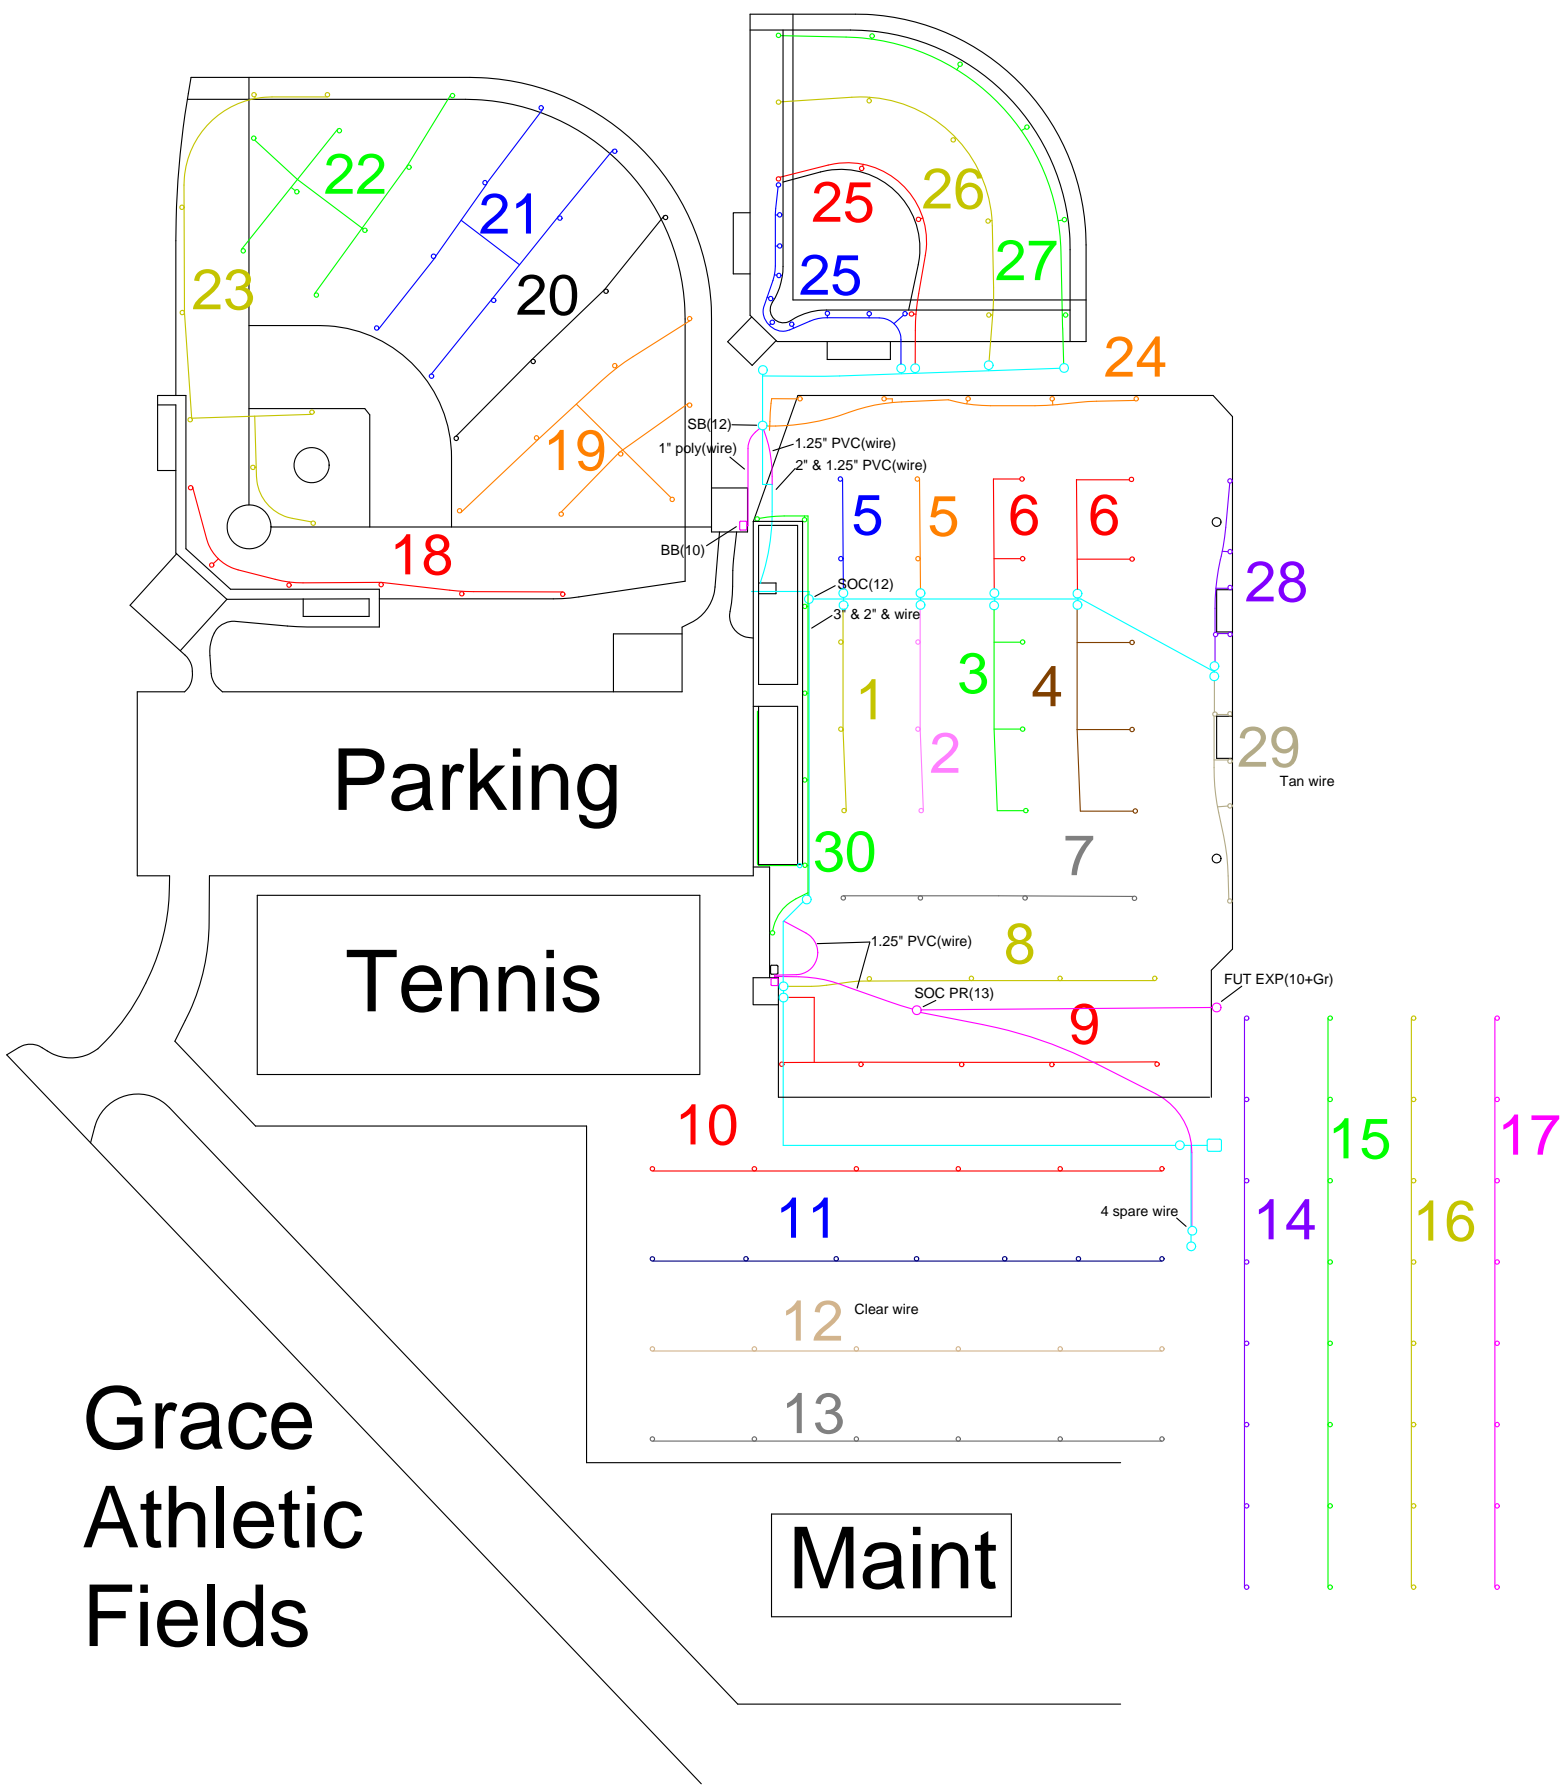 22
21
20
23
19
18
25
26
25
27
24
SB(12)
1" poly(wire)
1.25" PVC(wire)
2" & 1.25" PVC(wire)
BB(10)
5
5
6
6
SOC(12)
3" & 2" & wire
28
1
2
3
4
29
Tan wire
Parking
30
7
Tennis
1.25" PVC(wire)
8
SOC PR(13)
FUT EXP(10+Gr)
9
10
15
17
11
4 spare wire
14
16
12
Clear wire
13
Grace
Athletic
Fields
Maint